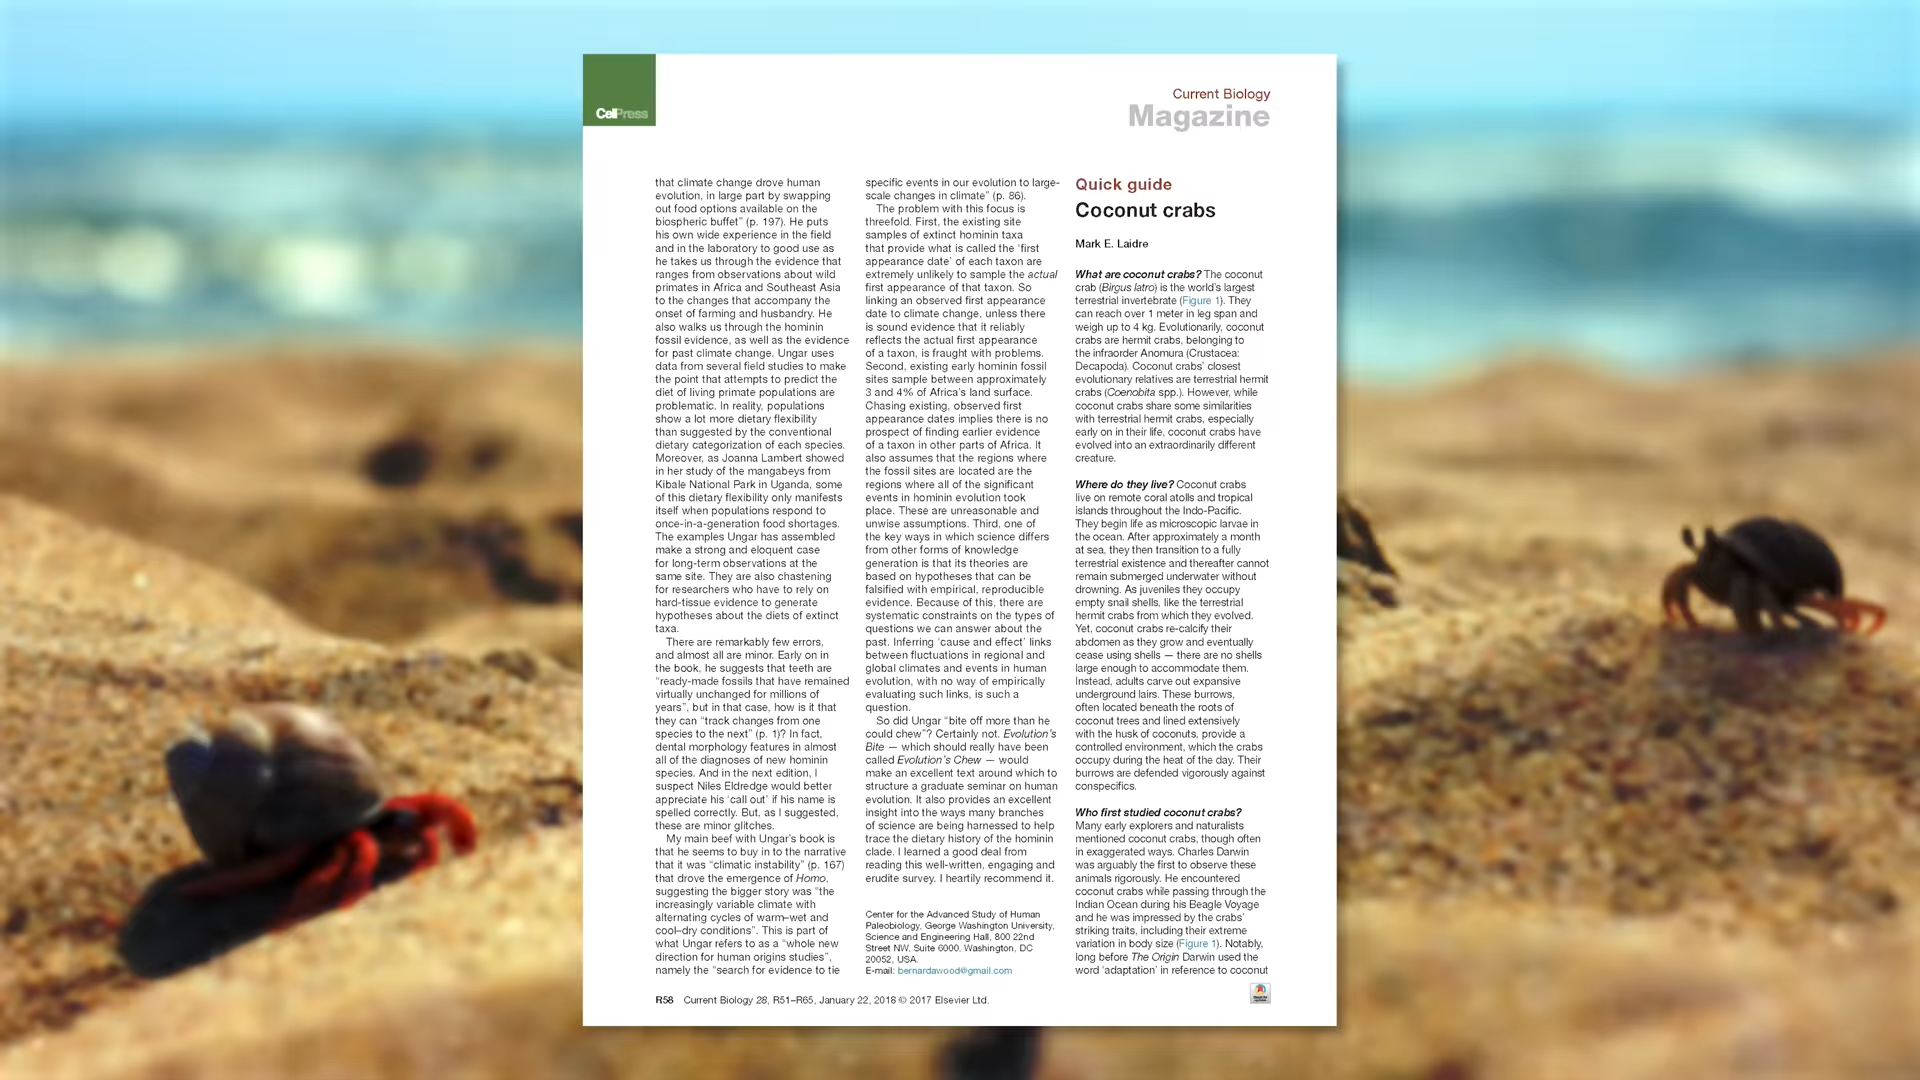 CellPress
Current Biology
Magazine
that climate change drove human
evolution, in large part by swapping
out food options available on the
biospheric buffet” (p. 197). He puts
his own wide experience in the field
and in the laboratory to good use as
he takes us through the evidence that
ranges from observations about wild
primates in Africa and Southeast Asia
to the changes that accompany the
onset of farming and husbandry. He
also walks us through the hominin
fossil evidence, as well as the evidence
for past climate change. Ungar uses
data from several field studies to make
the point that attempts to predict the
diet of living primate populations are
problematic. In reality, populations
show a lot more dietary flexibility
than suggested by the conventional
dietary categorization of each species.
Moreover, as Joanna Lambert showed
in her study of the mangabeys from
Kibale National Park in Uganda, some
of this dietary flexibility only manifests
itself when populations respond to
once-in-a-generation food shortages.
The examples Ungar has assembled
make a strong and eloquent case
for long-term observations at the
same site. They are also chastening
for researchers who have to rely on
hard-tissue evidence to generate
hypotheses about the diets of extinct
taxa.
There are remarkably few errors,
and almost all are minor. Early on in
the book, he suggests that teeth are
“ready-made fossils that have remained
virtually unchanged for millions of
years”, but in that case, how is it that
they can “track changes from one
species to the next” (p. 1)? In fact,
dental morphology features in almost
all of the diagnoses of new hominin
species. And in the next edition, I
suspect Niles Eldredge would better
appreciate his ‘call out’ if his name is
spelled correctly. But, as I suggested,
these are minor glitches.
My main beef with Ungar’s book is
that he seems to buy in to the narrative
that it was “climatic instability” (p. 167)
that drove the emergence of Homo,
suggesting the bigger story was “the
increasingly variable climate with
alternating cycles of warm–wet and
cool–dry conditions”. This is part of
what Ungar refers to as a “whole new
direction for human origins studies”,
namely the “search for evidence to tie
specific events in our evolution to large-
scale changes in climate” (p. 86).
The problem with this focus is
threefold. First, the existing site
samples of extinct hominin taxa
that provide what is called the ‘first
appearance date’ of each taxon are
extremely unlikely to sample the actual
first appearance of that taxon. So
linking an observed first appearance
date to climate change, unless there
is sound evidence that it reliably
reflects the actual first appearance
of a taxon, is fraught with problems.
Second, existing early hominin fossil
sites sample between approximately
3 and 4% of Africa’s land surface.
Chasing existing, observed first
appearance dates implies there is no
prospect of finding earlier evidence
of a taxon in other parts of Africa. It
also assumes that the regions where
the fossil sites are located are the
regions where all of the significant
events in hominin evolution took
place. These are unreasonable and
unwise assumptions. Third, one of
the key ways in which science differs
from other forms of knowledge
generation is that its theories are
based on hypotheses that can be
falsified with empirical, reproducible
evidence. Because of this, there are
systematic constraints on the types of
questions we can answer about the
past. Inferring ‘cause and effect’ links
between fluctuations in regional and
global climates and events in human
evolution, with no way of empirically
evaluating such links, is such a
question.
So did Ungar “bite off more than he
could chew”? Certainly not. Evolution’s
Bite — which should really have been
called Evolution’s Chew — would
make an excellent text around which to
structure a graduate seminar on human
evolution. It also provides an excellent
insight into the ways many branches
of science are being harnessed to help
trace the dietary history of the hominin
clade. I learned a good deal from
reading this well-written, engaging and
erudite survey. I heartily recommend it.
Center for the Advanced Study of Human
Paleobiology, George Washington University,
Science and Engineering Hall, 800 22nd
Street NW, Suite 6000, Washington, DC
20052, USA.
E-mail: bernardawood@gmail.com
Quick guide
Coconut crabs
Mark E. Laidre
What are coconut crabs? The coconut
crab (Birgus latro) is the world’s largest
terrestrial invertebrate (Figure 1). They
can reach over 1 meter in leg span and
weigh up to 4 kg. Evolutionarily, coconut
crabs are hermit crabs, belonging to
the infraorder Anomura (Crustacea:
Decapoda). Coconut crabs’ closest
evolutionary relatives are terrestrial hermit
crabs (Coenobita spp.). However, while
coconut crabs share some similarities
with terrestrial hermit crabs, especially
early on in their life, coconut crabs have
evolved into an extraordinarily different
creature.
Where do they live? Coconut crabs
live on remote coral atolls and tropical
islands throughout the Indo-Pacific.
They begin life as microscopic larvae in
the ocean. After approximately a month
at sea, they then transition to a fully
terrestrial existence and thereafter cannot
remain submerged underwater without
drowning. As juveniles they occupy
empty snail shells, like the terrestrial
hermit crabs from which they evolved.
Yet, coconut crabs re-calcify their
abdomen as they grow and eventually
cease using shells — there are no shells
large enough to accommodate them.
Instead, adults carve out expansive
underground lairs. These burrows,
often located beneath the roots of
coconut trees and lined extensively
with the husk of coconuts, provide a
controlled environment, which the crabs
occupy during the heat of the day. Their
burrows are defended vigorously against
conspecifics.
Who first studied coconut crabs?
Many early explorers and naturalists
mentioned coconut crabs, though often
in exaggerated ways. Charles Darwin
was arguably the first to observe these
animals rigorously. He encountered
coconut crabs while passing through the
Indian Ocean during his Beagle Voyage
and he was impressed by the crabs’
striking traits, including their extreme
variation in body size (Figure 1). Notably,
long before The Origin Darwin used the
word ‘adaptation’ in reference to coconut
R58 Current Biology 28, R51–R65, January 22, 2018 © 2017 Elsevier Ltd.